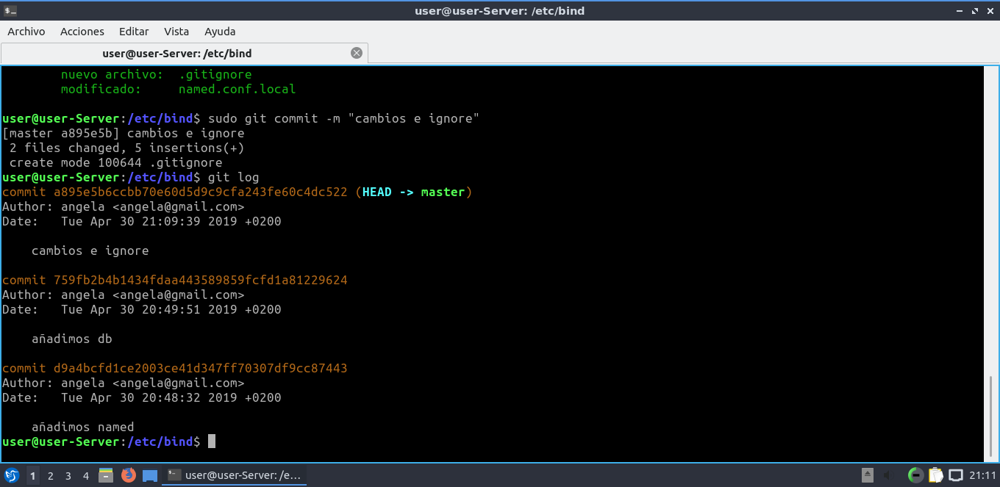 user@user-Server: /etc/bind
Archivo Acciones Editar Vista Ayuda
user@user-Server: /etc/bind
nuevo archivo: .gitignore
modificado: named.conf.local
user@user-Server:/etc/bind$ sudo git commit -m "cambios e ignore"
[master a895e5b] cambios e ignore
2 files changed, 5 insertions(+)
create mode 100644 .gitignore
user@user-Server:/etc/bind$ git log
commit a895e5b6ccbb70e60d5d9c9cfa243fe60c4dc522 (HEAD -> master)
Author: angela <angela@gmail.com>
Date: Tue Apr 30 21:09:39 2019 +0200
cambios e ignore
commit 759fb2b4b1434fdaa443589859fcfd1a81229624
Author: angela <angela@gmail.com>
Date: Tue Apr 30 20:49:51 2019 +0200
añadimos db
commit d9a4bcfd1ce2003ce41d347ff70307df9cc87443
Author: angela <angela@gmail.com>
Date: Tue Apr 30 20:48:32 2019 +0200
añadimos named
user@user-Server:/etc/bind$
1 2 3 4 user@user-Server: /e... 21:11